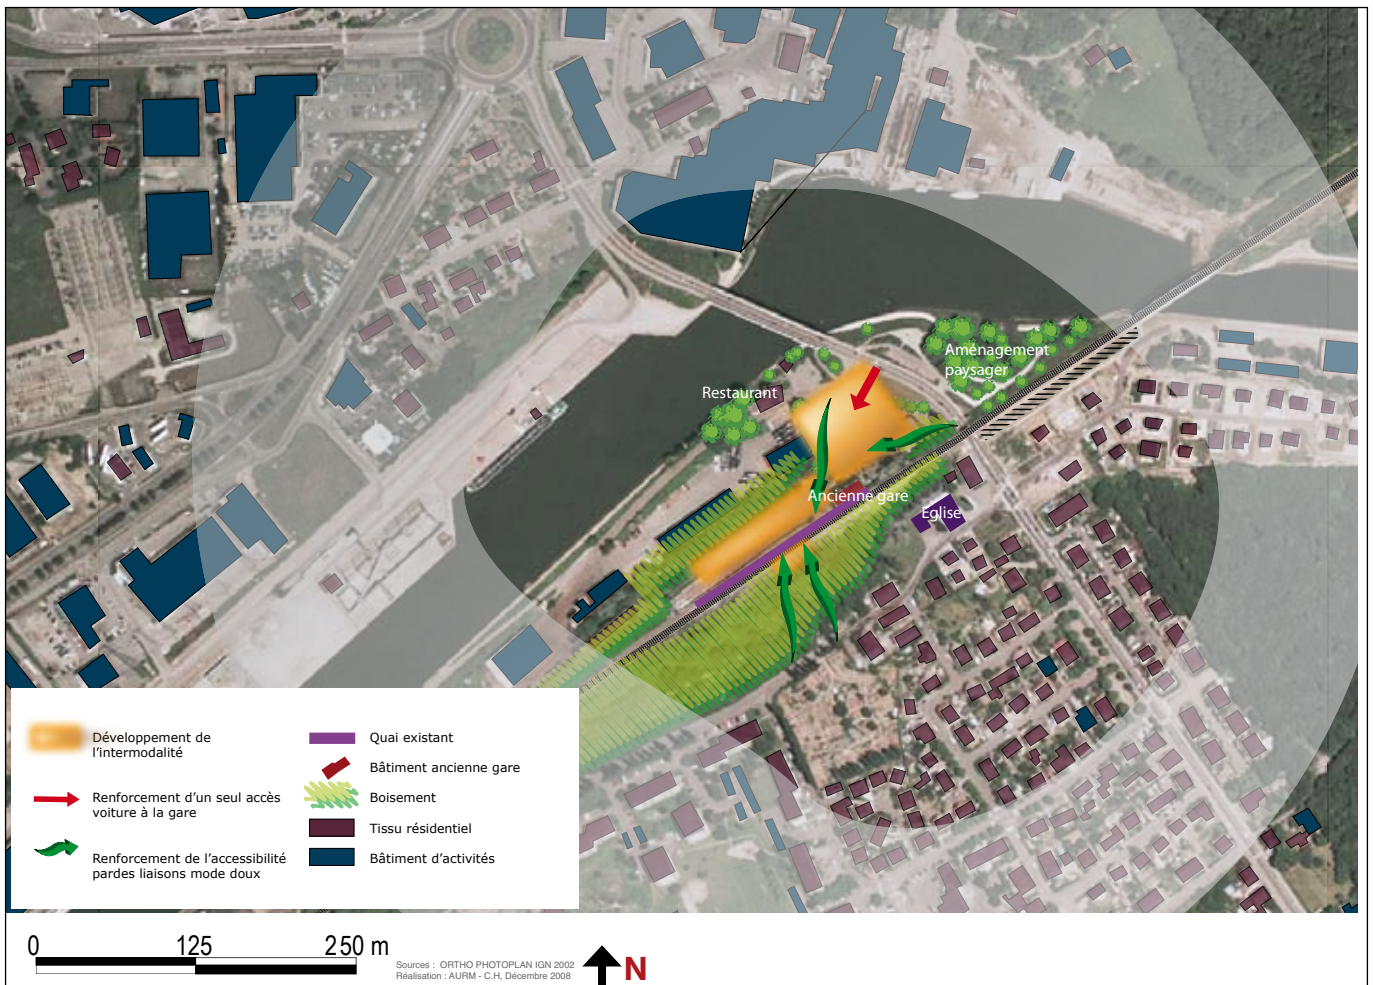 Aménagement
paysager
Restaurant
Ancienne gare
Eglise
Développement de
l'intermodalité
Renforcement d'un seul accès
voiture à la gare
Renforcement de l'accessibilité
pardes liaisons mode doux
Quai existant
Bâtiment ancienne gare
Boisement
Tissu résidentiel
Bâtiment d'activités
0 125 250 m
Sources : ORTHO PHOTOPLAN IGN 2002
Réalisation : AURM - C.H, Décembre 2008
N